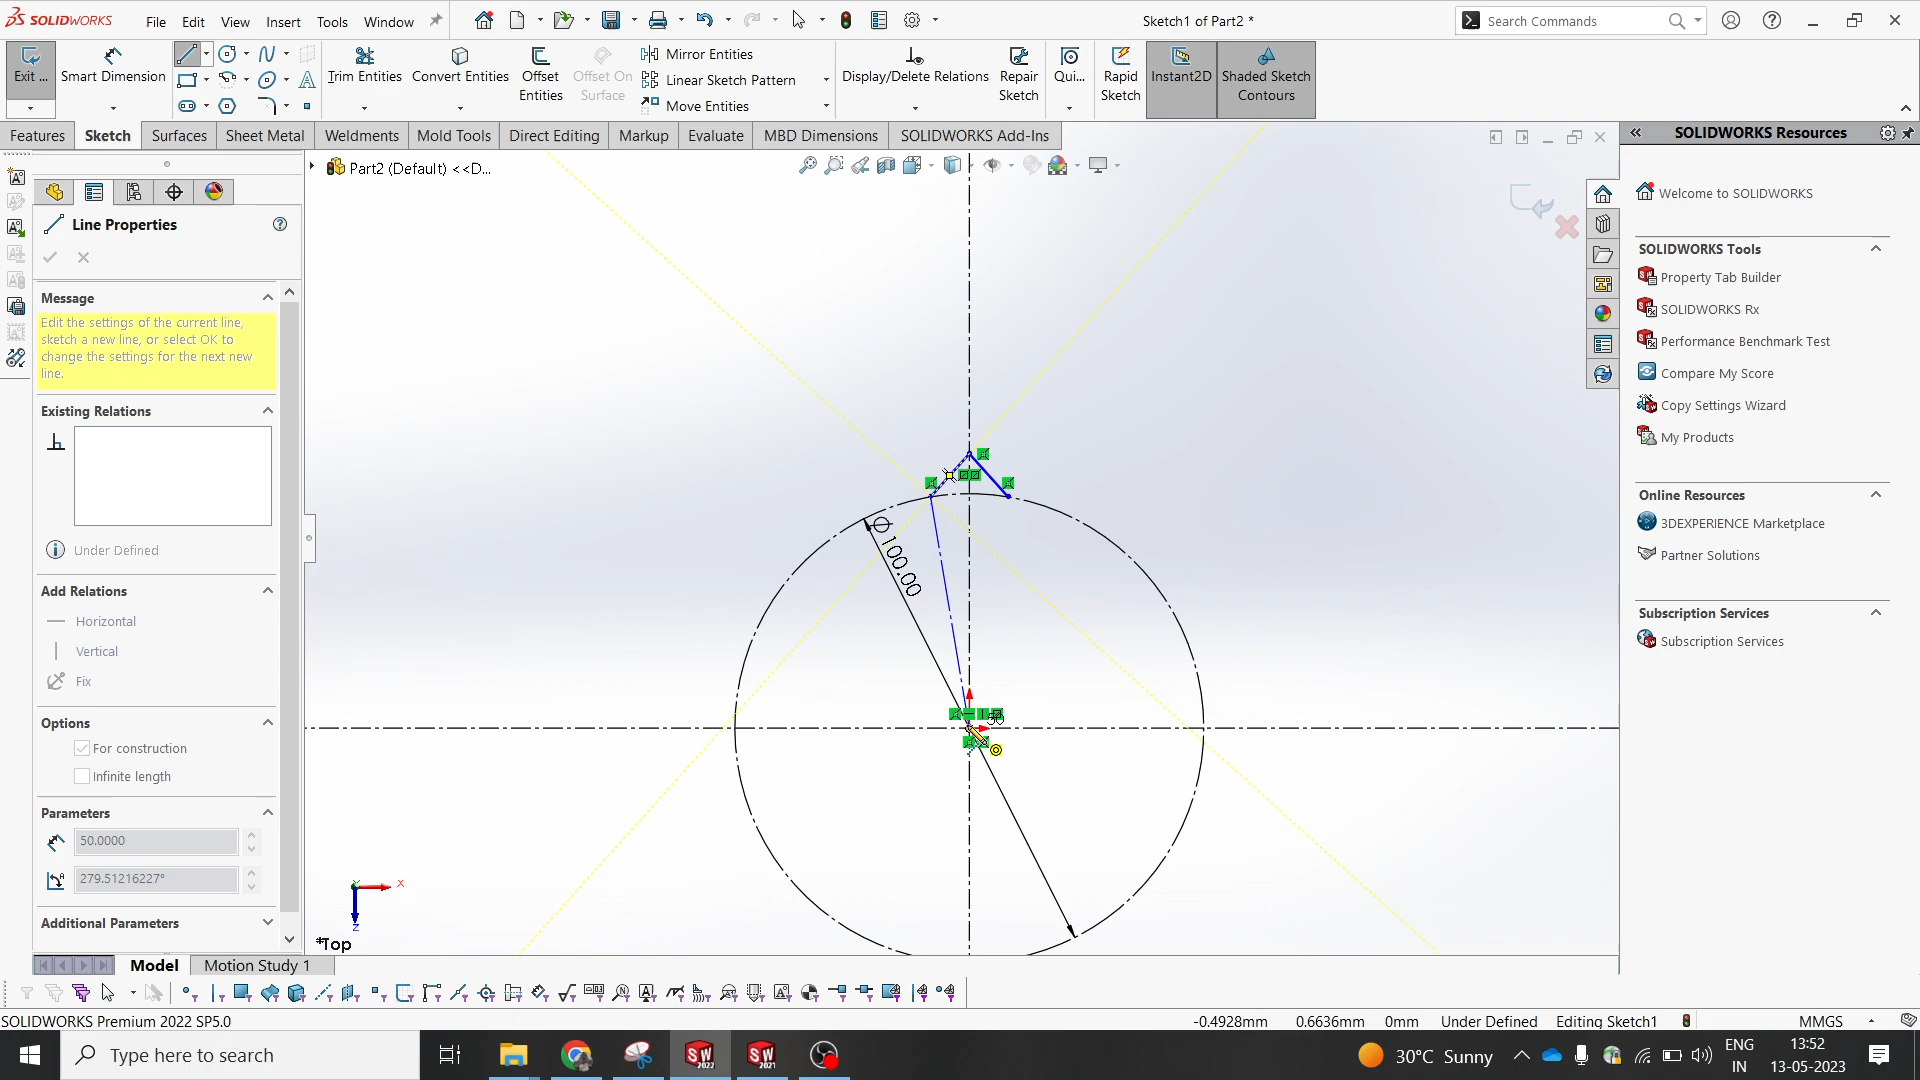 SOLIDWORKS
File Edit View Insert Tools Window
Sketch1 of Part2 *
Search Commands
Exit ...
Smart Dimension
Trim Entities
Convert Entities
Offset Entities
Offset On Surface
Mirror Entities
Linear Sketch Pattern
Move Entities
Display/Delete Relations
Repair Sketch
Qui...
Rapid Sketch
Instant2D
Shaded Sketch Contours
Features Sketch Surfaces Sheet Metal Weldments Mold Tools Direct Editing Markup Evaluate MBD Dimensions SOLIDWORKS Add-Ins
Part2 (Default) <<D...
Line Properties
Message
Edit the settings of the current line,
sketch a new line, or select OK to
change the settings for the next new
line.
Existing Relations
Under Defined
Add Relations
Horizontal
Vertical
Fix
Options
For construction
Infinite length
Parameters
50.0000
279.51216227°
Additional Parameters
Ø100.00
X
Z
*Top
SOLIDWORKS Resources
Welcome to SOLIDWORKS
SOLIDWORKS Tools
Property Tab Builder
SOLIDWORKS Rx
Performance Benchmark Test
Compare My Score
Copy Settings Wizard
My Products
Online Resources
3DEXPERIENCE Marketplace
Partner Solutions
Subscription Services
Subscription Services
Model Motion Study 1
SOLIDWORKS Premium 2022 SP5.0
-0.4928mm 0.6636mm 0mm Under Defined Editing Sketch1 MMGS
Type here to search
SW 2022
SW 2021
30°C Sunny
ENG
IN
13:52
13-05-2023